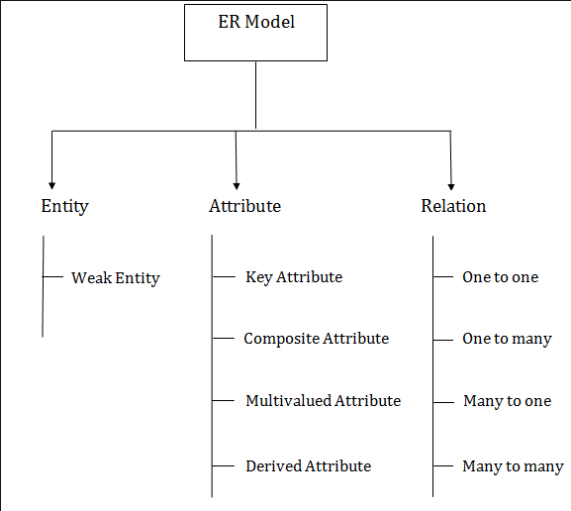 ER Model
Entity
Attribute
Relation
Weak Entity
Key Attribute
One to one
Composite Attribute
One to many
Multivalued Attribute
Many to one
Derived Attribute
Many to many